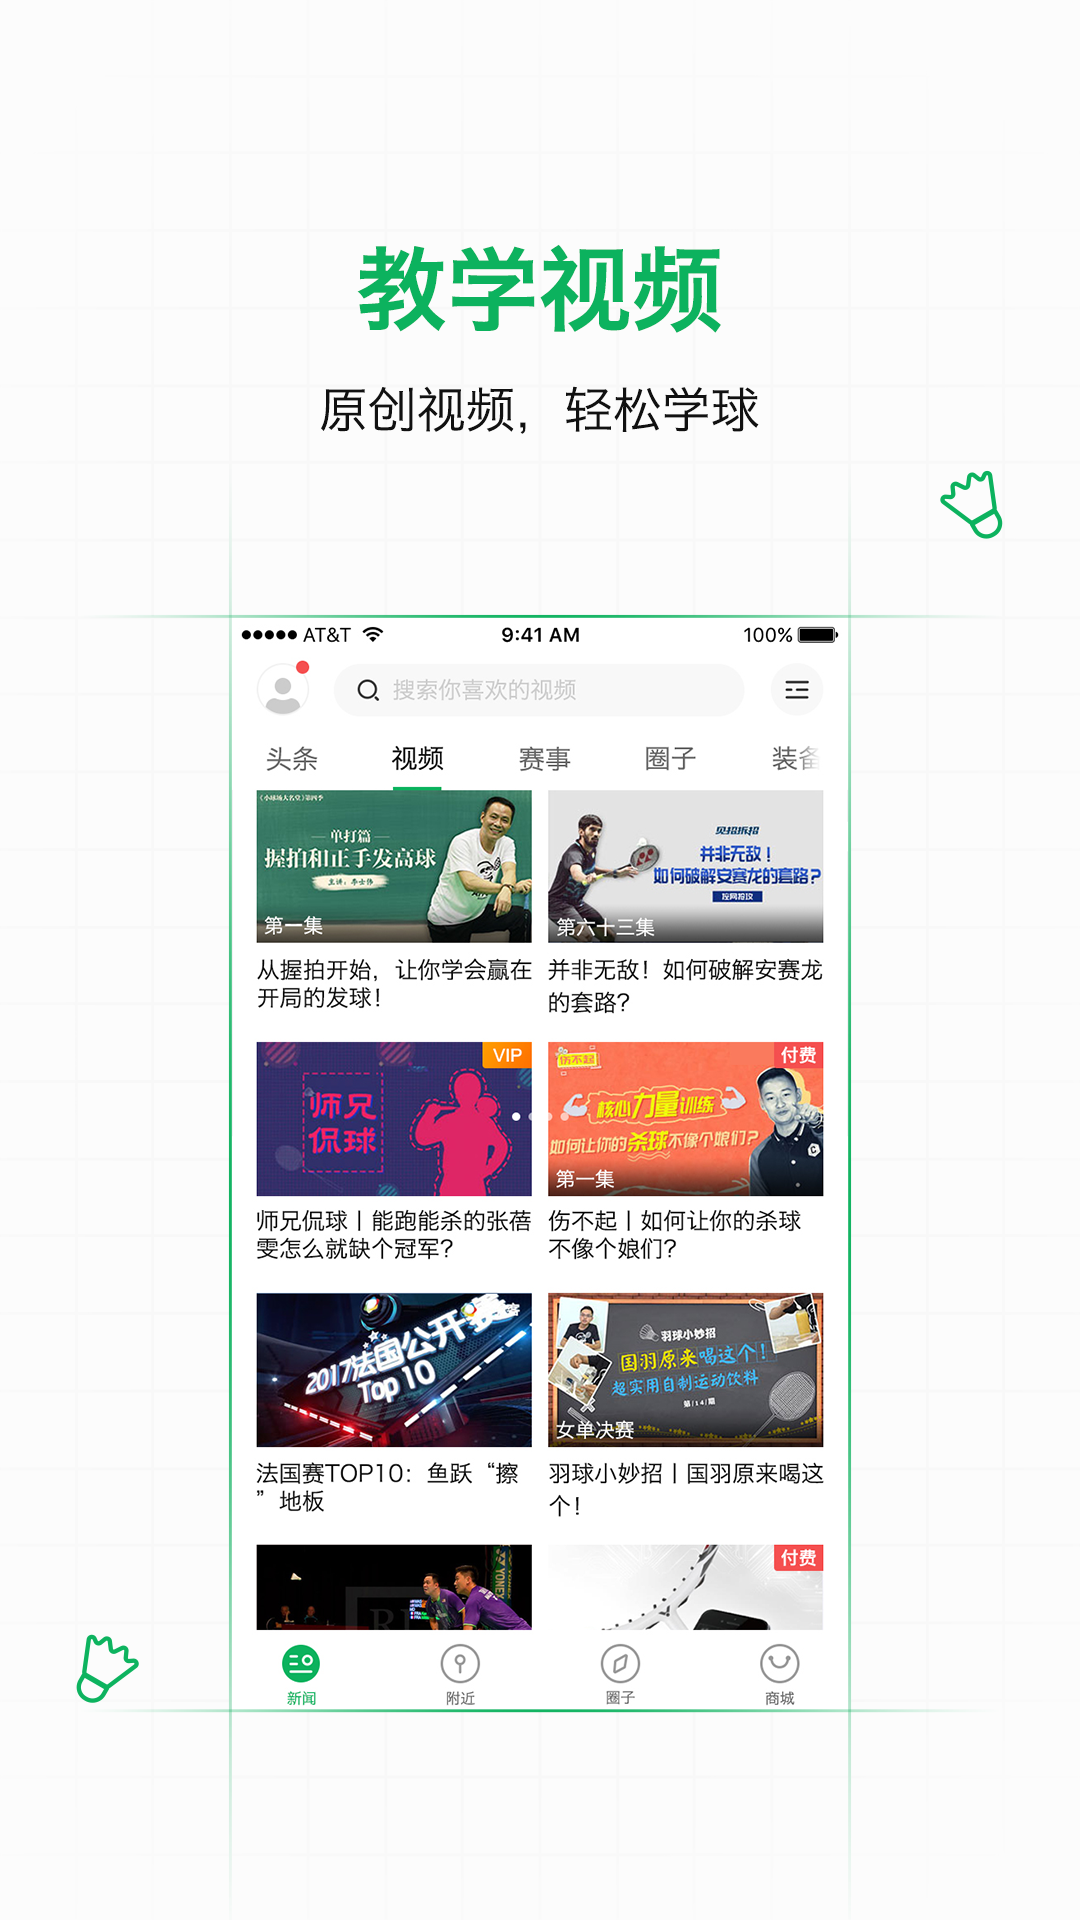 教学视频
原创视频，轻松学球
AT&T
9:41 AM
100%
搜索你喜欢的视频
头条
视频
赛事
圈子
装备
《小球场大名堂》第四季
单打篇
握拍和正手发高球
主讲：李士伟
第一集
见招拆招
并非无敌！
如何破解安赛龙的套路?
控网抢攻
第六十三集
从握拍开始，让你学会赢在
开局的发球！
并非无敌！如何破解安赛龙
的套路？
VIP
师兄
侃球
付费
伤不起
核心力量训练
如何让你的杀球不像个娘们？
第一集
师兄侃球丨能跑能杀的张蓓
雯怎么就缺个冠军？
伤不起丨如何让你的杀球
不像个娘们？
2017法国公开赛
Top 10
羽球小妙招
国羽原来喝这个！
超实用自制运动饮料
第/14/期
女单决赛
法国赛TOP10：鱼跃“擦
”地板
羽球小妙招丨国羽原来喝这
个！
付费
新闻
附近
圈子
商城